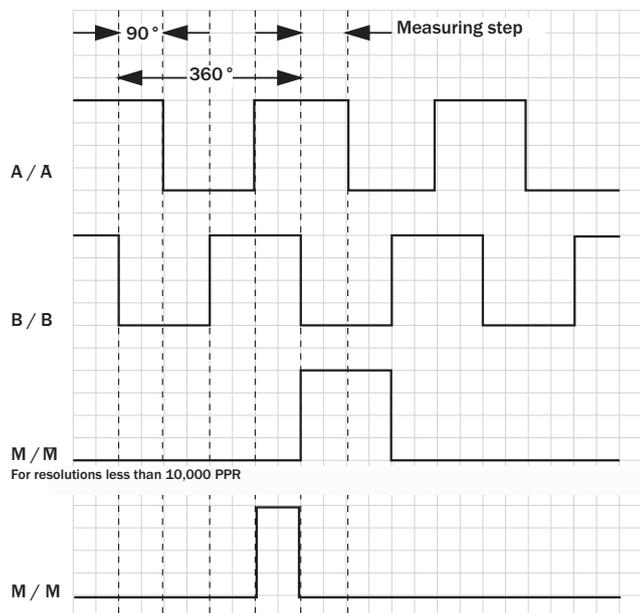 90°
Measuring step
360°
A / A̅
B / B
M / M̅
For resolutions less than 10,000 PPR
M / M